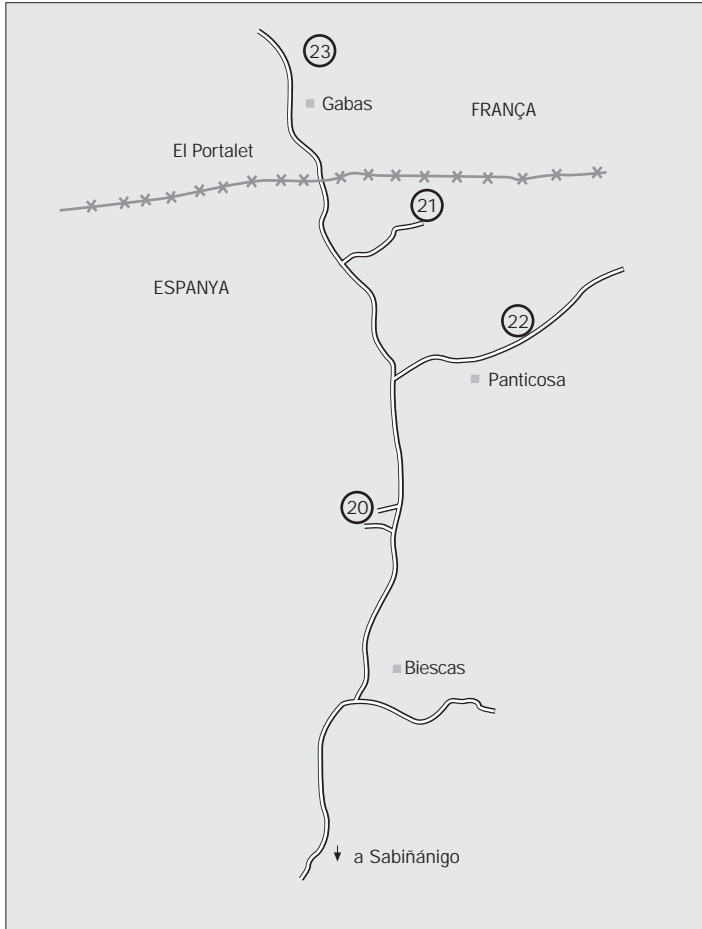 23
Gabas
FRANÇA
El Portalet
21
ESPANYA
22
Panticosa
20
Biescas
a Sabiñánigo